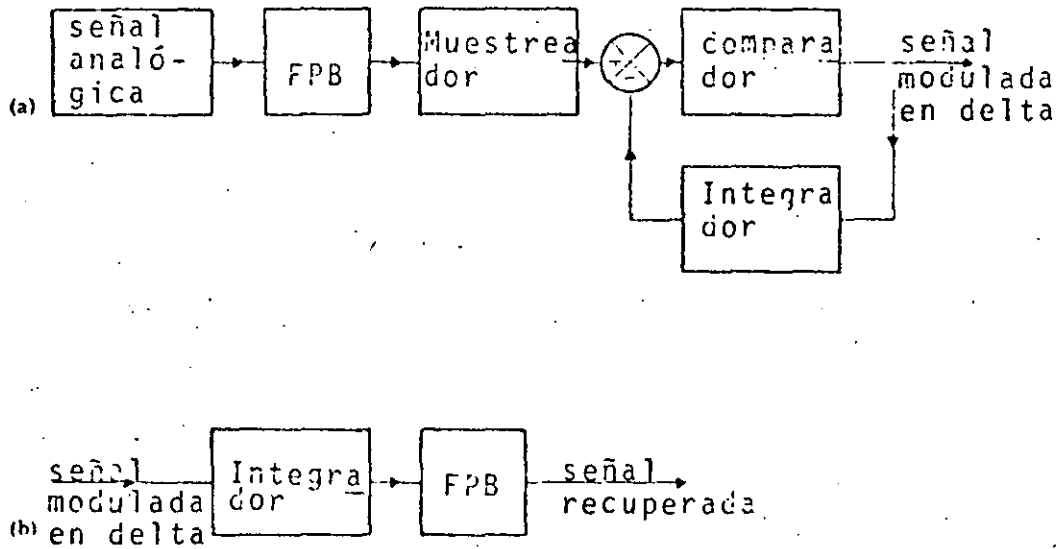 señal
analó-
gica
FPB
Muestrea
dor
+
-
compara
dor
señal
modulada
en delta
(a)
Integra
dor
señal
modulada
en delta
(b)
Integra
dor
FPB
señal
recuperada